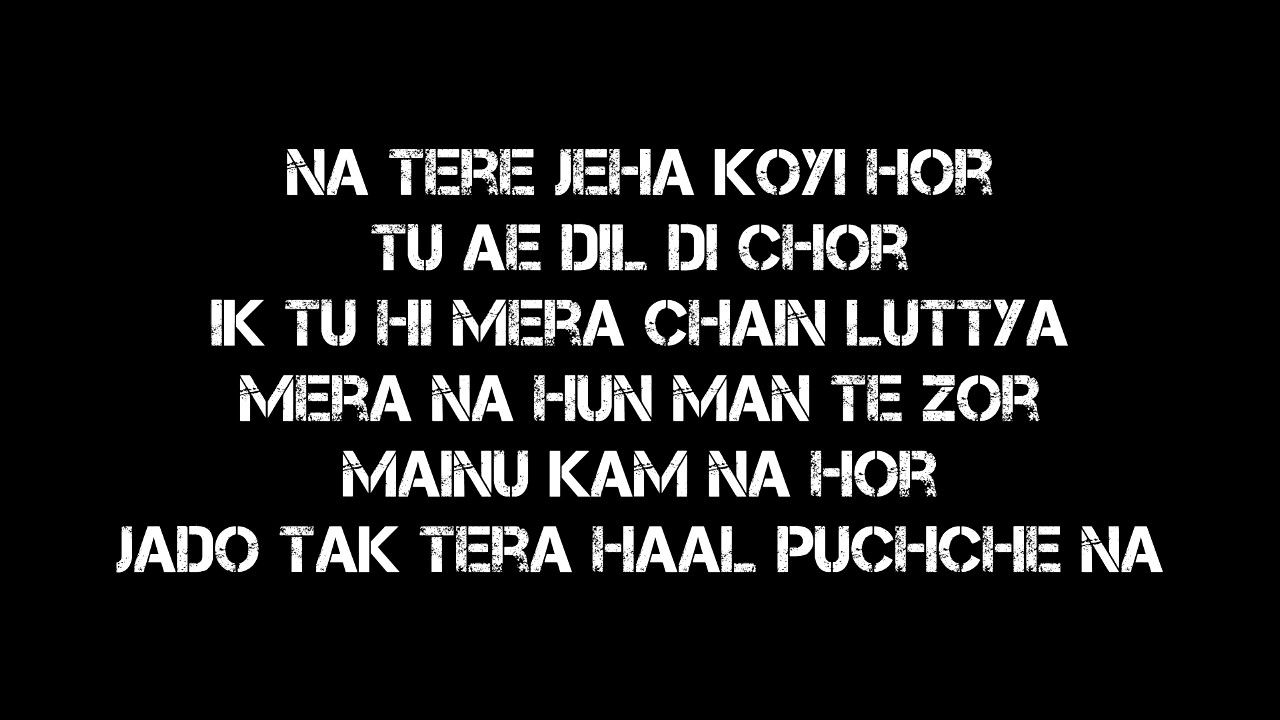 NA TERE JEHA KOYI HOR
TU AE DIL DI CHOR
IK TU HI MERA CHAIN LUTTYA
MERA NA HUN MAN TE ZOR
MAINU KAM NA HOR
JADO TAK TERA HAAL PUCHCHE NA